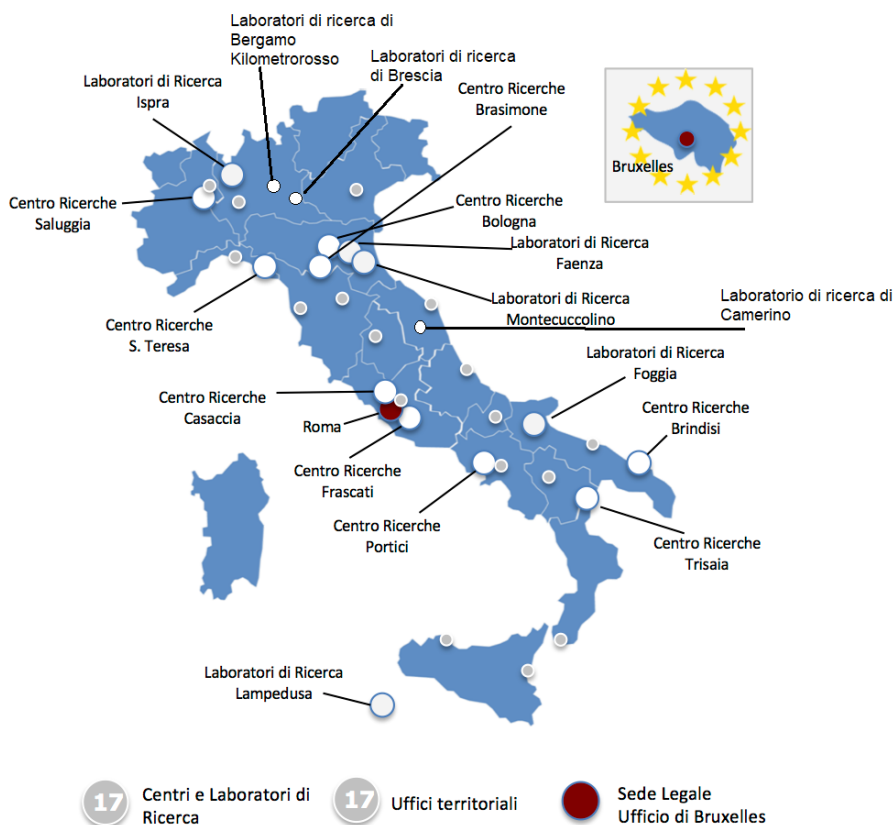 Laboratori di ricerca di
Bergamo
Kilometrorosso
Laboratori di ricerca
di Brescia
Centro Ricerche
Brasimone
Laboratori di Ricerca
Ispra
Bruxelles
Centro Ricerche
Saluggia
Centro Ricerche
Bologna
Laboratori di Ricerca
Faenza
Laboratori di Ricerca
Montecuccolino
Laboratorio di ricerca di
Camerino
Centro Ricerche
S. Teresa
Laboratori di Ricerca
Foggia
Centro Ricerche
Casaccia
Roma
Centro Ricerche
Brindisi
Centro Ricerche
Frascati
Centro Ricerche
Portici
Centro Ricerche
Trisaia
Laboratori di Ricerca
Lampedusa
17
Centri e Laboratori di
Ricerca
17
Uffici territoriali
Sede Legale
Ufficio di Bruxelles